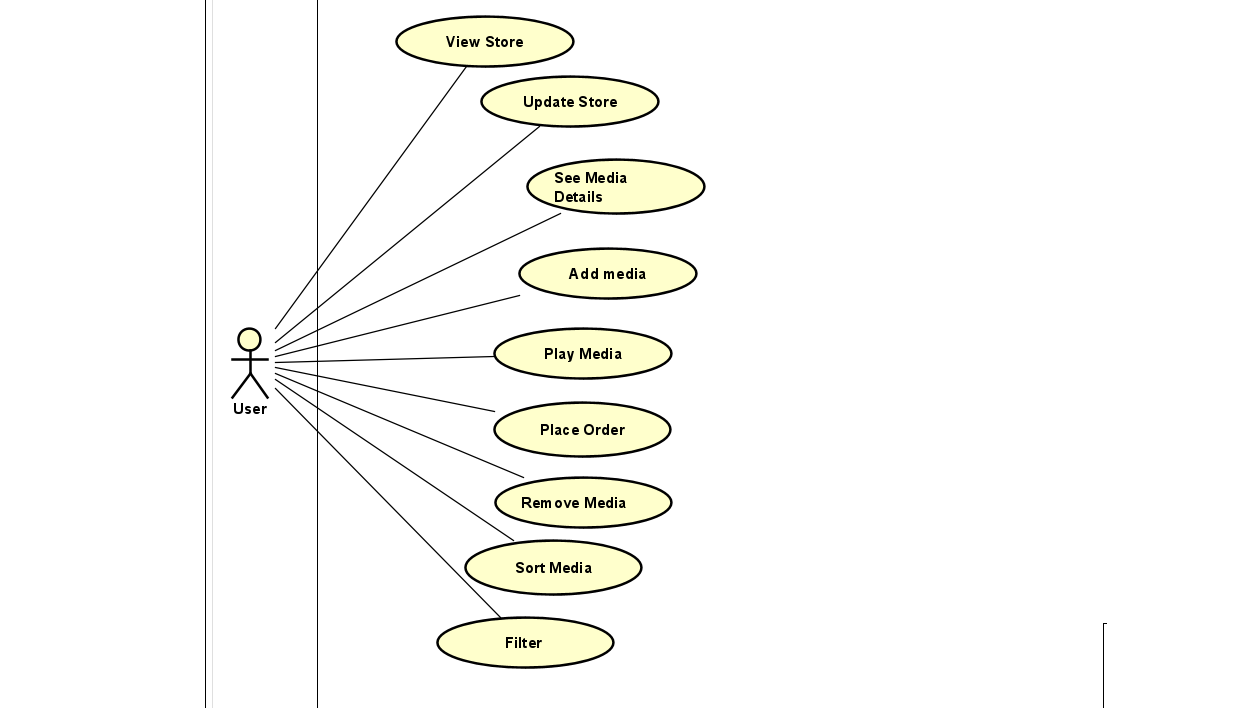 View Store
Update Store
See Media
Details
Add media
Play Media
User
Place Order
Remove Media
Sort Media
Filter